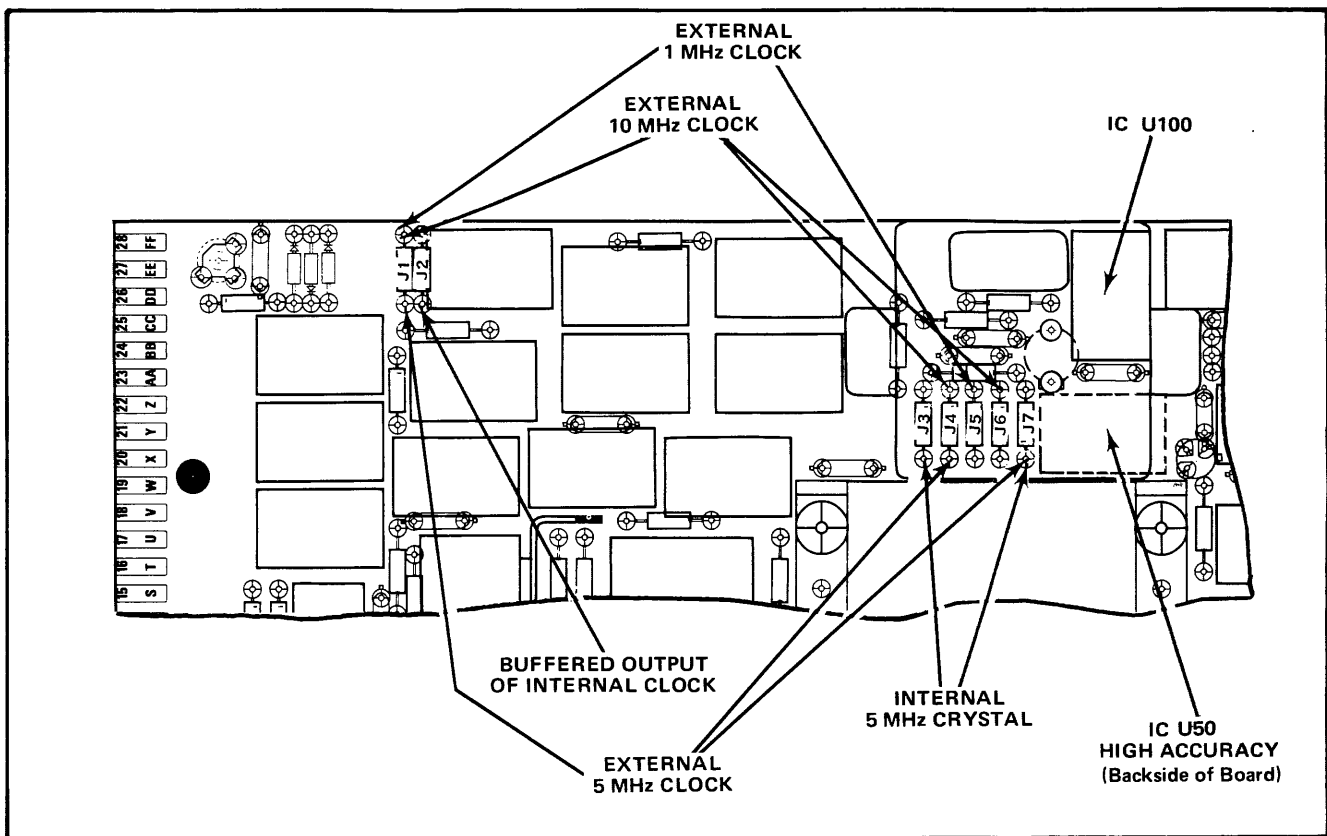 EXTERNAL
1 MHz CLOCK
EXTERNAL
10 MHz CLOCK
IC U100
28 FF
27 EE
26 DD
25 CC
24 BB
23 AA
22 Z
21 Y
20 X
19 W
18 V
17 U
16 T
15 S
J1
J2
J3
J4
J5
J6
J7
BUFFERED OUTPUT
OF INTERNAL CLOCK
INTERNAL
5 MHz CRYSTAL
EXTERNAL
5 MHz CLOCK
IC U50
HIGH ACCURACY
(Backside of Board)